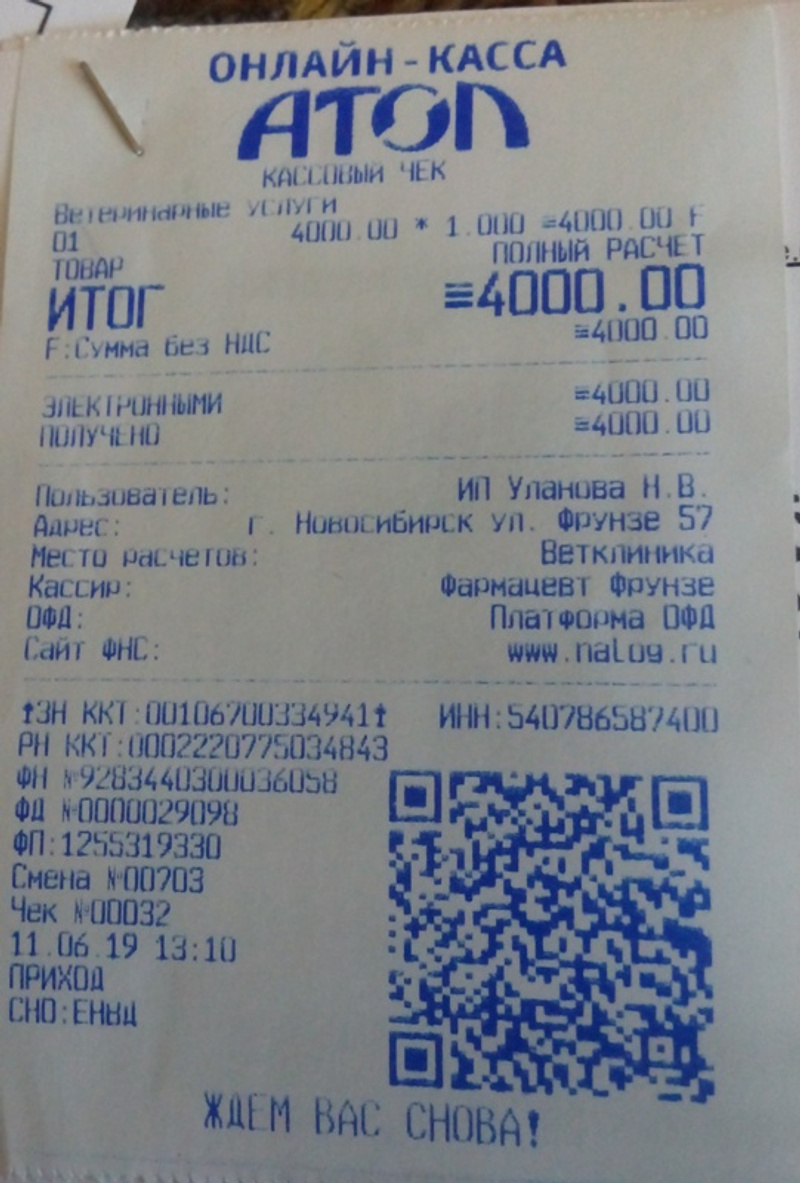 ОНЛАЙН-КАССА
АТОЛ
КАССОВЫЙ ЧЕК
Ветеринарные услуги
4000.00 * 1.000 ≡4000.00 F
01 ПОЛНЫЙ РАСЧЕТ
ТОВАР
ИТОГ ≡4000.00
F:Сумма без НДС ≡4000.00
ЭЛЕКТРОННЫМИ ≡4000.00
ПОЛУЧЕНО ≡4000.00
Пользователь: ИП Уланова Н.В.
Адрес: г. Новосибирск ул. Фрунзе 57
Место расчетов: Ветклиника
Кассир: Фармацевт Фрунзе
ОФД: Платформа ОФД
Сайт ФНС: www.nalog.ru
ЗН ККТ:00106700334941 ИНН:540786587400
РН ККТ:0002220775034843
ФН №9283440300036058
ФД №0000029098
ФП:1255319330
Смена №00703
Чек №00032
11.06.19 13:10
ПРИХОД
СНО:ЕНВД
ЖДЕМ ВАС СНОВА!